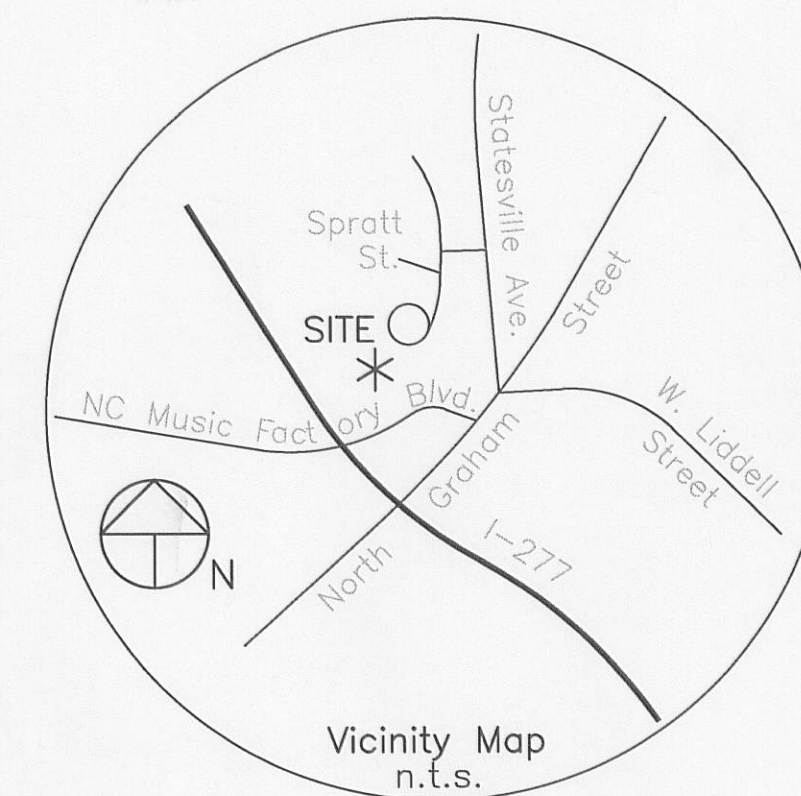 Statesville Ave.
Spratt
St.
North Graham Street
SITE
NC Music Factory Blvd.
W. Liddell
Street
I-277
N
Vicinity Map
n.t.s.